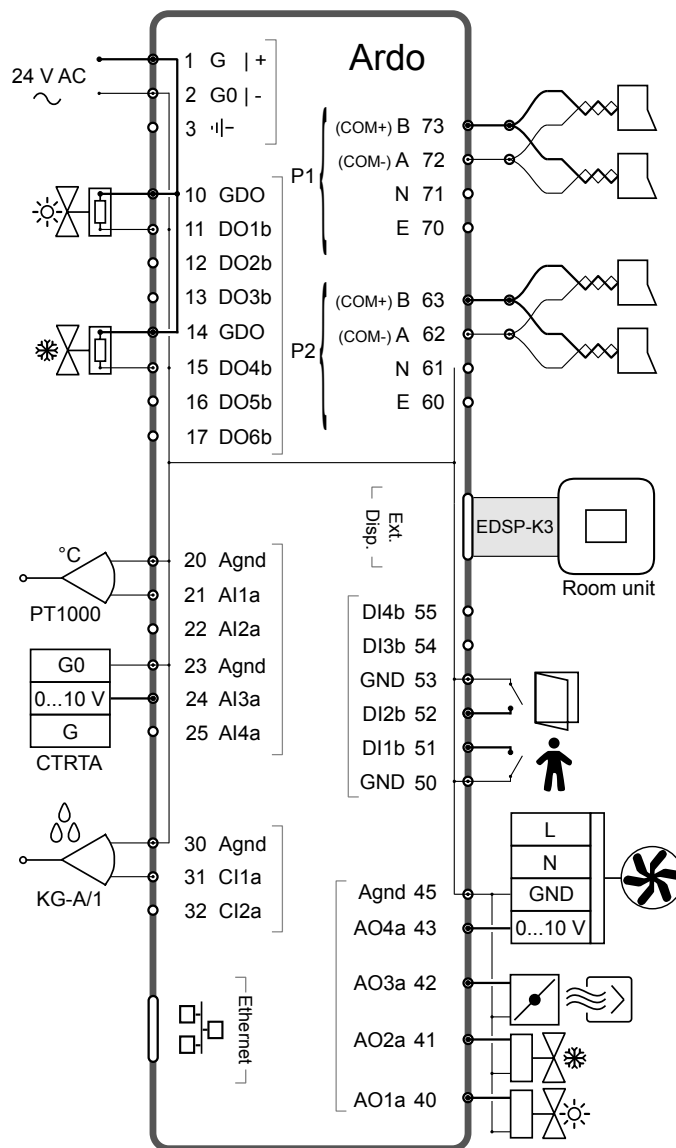 Ardo
24 V AC
1 G | +
2 G0 | -
3
10 GDO
11 DO1b
12 DO2b
13 DO3b
14 GDO
15 DO4b
16 DO5b
17 DO6b
P1
(COM+) B 73
(COM-) A 72
N 71
E 70
P2
(COM+) B 63
(COM-) A 62
N 61
E 60
Ext.
Disp.
EDSP-K3
Room unit
°C
PT1000
20 Agnd
21 AI1a
22 AI2a
23 Agnd
24 AI3a
25 AI4a
G0
0...10 V
G
CTRTA
DI4b 55
DI3b 54
GND 53
DI2b 52
DI1b 51
GND 50
KG-A/1
30 Agnd
31 CI1a
32 CI2a
Ethernet
Agnd 45
AO4a 43
AO3a 42
AO2a 41
AO1a 40
L
N
GND
0...10 V